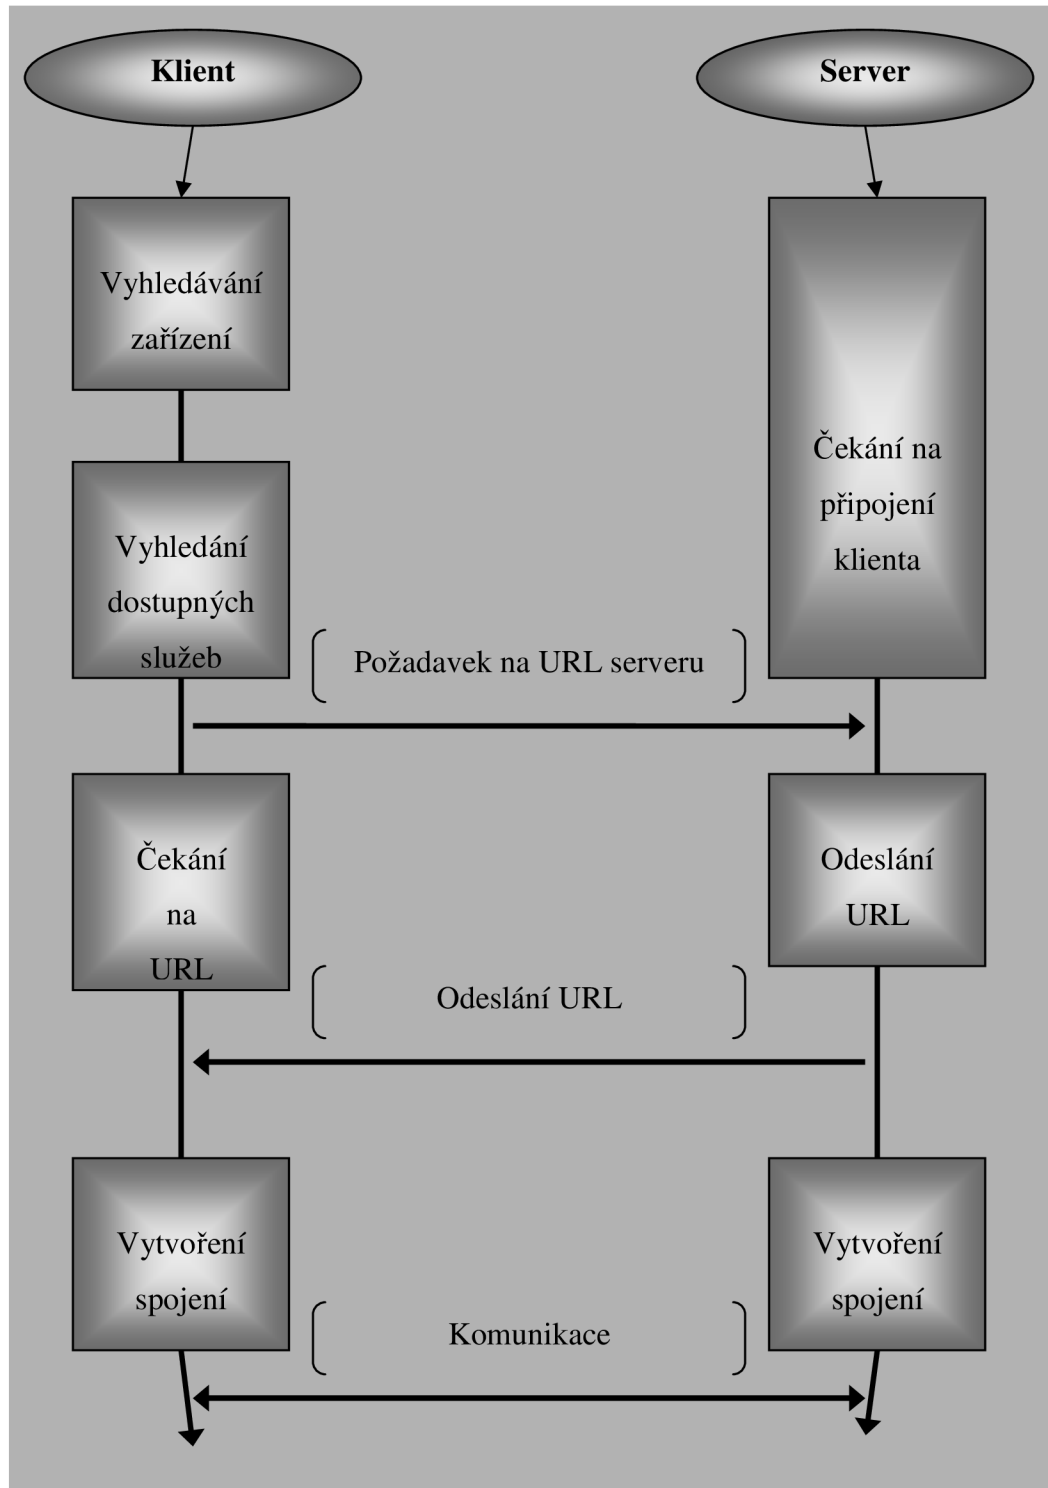 Klient
Server
Vyhledávání
zařízení
Čekání na
připojení
klienta
Vyhledání
dostupných
služeb
Požadavek na URL serveru
Čekání
na
URL
Odeslání
URL
Odeslání URL
Vytvoření
spojení
Vytvoření
spojení
Komunikace